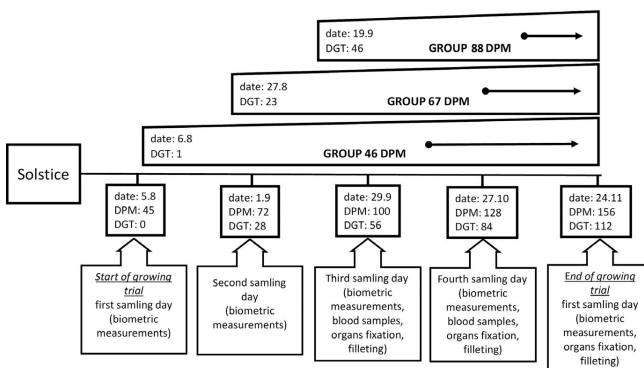 date: 19.9
DGT: 46
GROUP 88 DPM
date: 27.8
DGT: 23
GROUP 67 DPM
date: 6.8
DGT: 1
GROUP 46 DPM
Solstice
date: 5.8
DPM: 45
DGT: 0
date: 1.9
DPM: 72
DGT: 28
date: 29.9
DPM: 100
DGT: 56
date: 27.10
DPM: 128
DGT: 84
date: 24.11
DPM: 156
DGT: 112
Start of growing
trial
first samling day
(biometric
measurements)
Second samling
day
(biometric
measurements)
Third samling day
(biometric
measurements,
blood samples,
organs fixation,
filleting)
Fourth samling day
(biometric
measurements,
blood samples,
organs fixation,
filleting)
End of growing
trial
first samling day
(biometric
measurements,
organs fixation,
filleting)